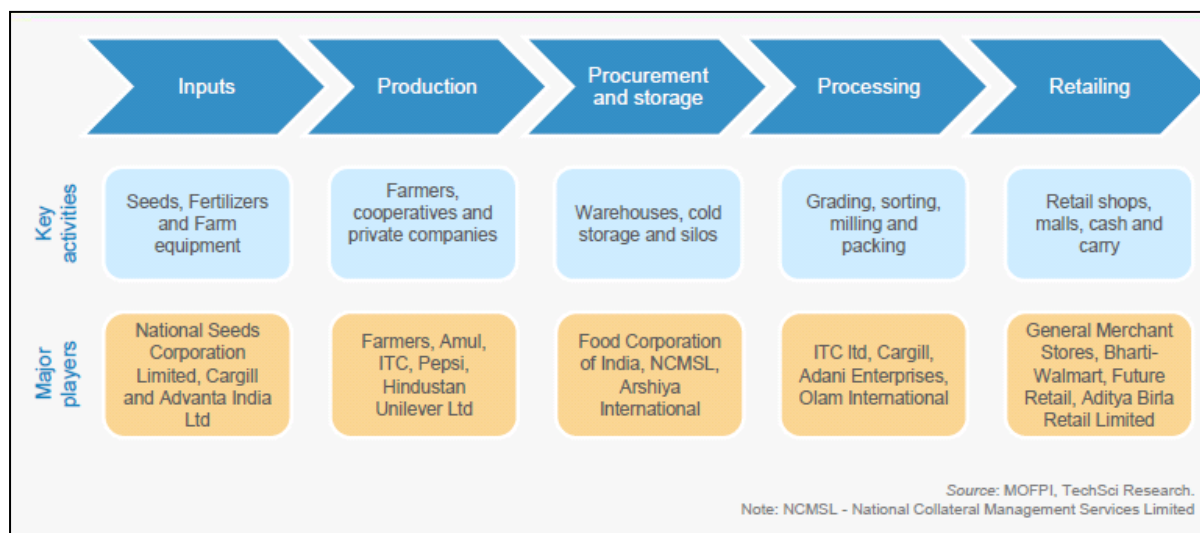 Inputs
Production
Procurement
and storage
Processing
Retailing
Key
activities
Seeds, Fertilizers
and Farm
equipment
Farmers,
cooperatives and
private companies
Warehouses, cold
storage and silos
Grading, sorting,
milling and
packing
Retail shops,
malls, cash and
carry
Major
players
National Seeds
Corporation
Limited, Cargill
and Advanta India
Ltd
Farmers, Amul,
ITC, Pepsi,
Hindustan
Unilever Ltd
Food Corporation
of India, NCMSL,
Arshiya
International
ITC ltd, Cargill,
Adani Enterprises,
Olam International
General Merchant
Stores, Bharti-
Walmart, Future
Retail, Aditya Birla
Retail Limited
Source: MOFPI, TechSci Research.
Note: NCMSL - National Collateral Management Services Limited